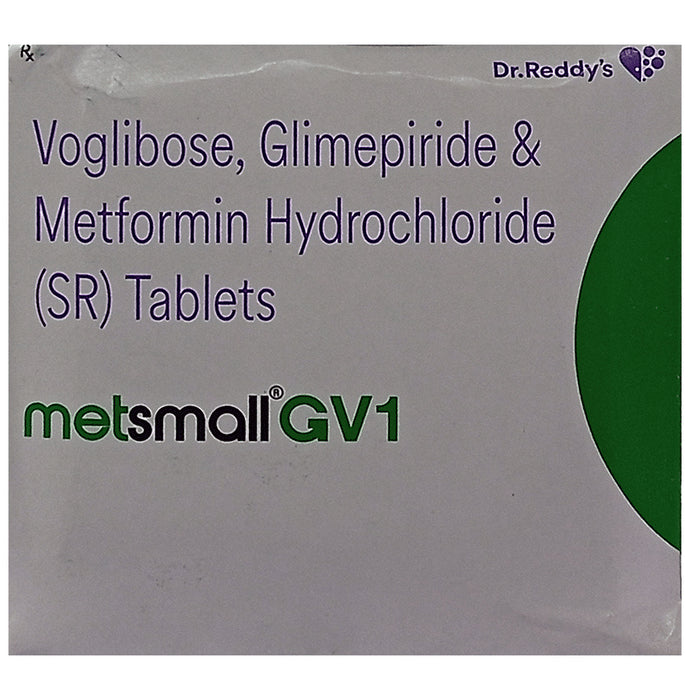 Rx
Dr.Reddy's
Voglibose, Glimepiride &
Metformin Hydrochloride
(SR) Tablets
metsmall® GV1